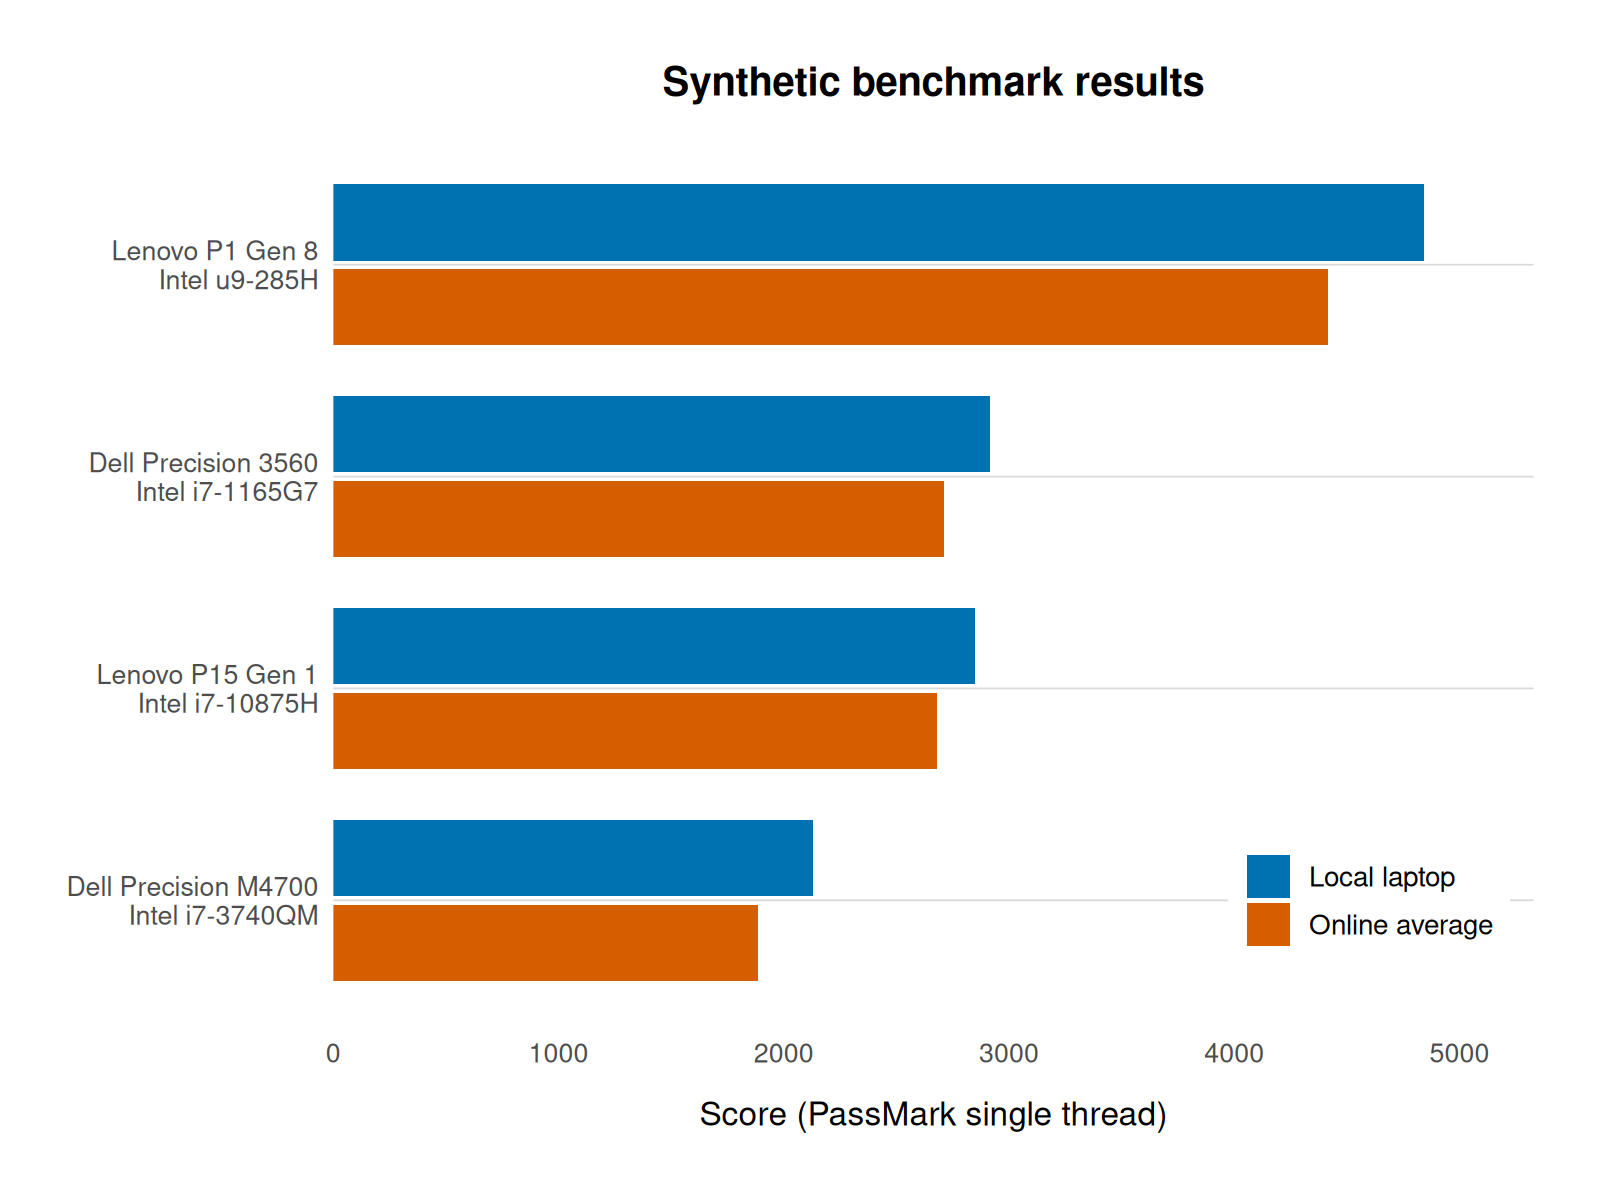 Synthetic benchmark results
Lenovo P1 Gen 8
Intel u9-285H
Dell Precision 3560
Intel i7-1165G7
Lenovo P15 Gen 1
Intel i7-10875H
Dell Precision M4700
Intel i7-3740QM
Local laptop
Online average
0 1000 2000 3000 4000 5000
Score (PassMark single thread)